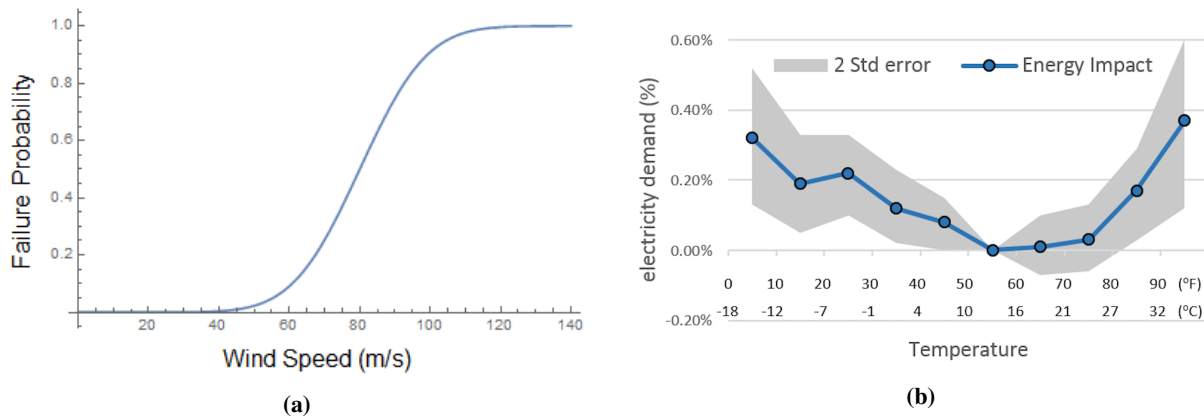 1.0
0.8
0.6
0.4
0.2
20 40 60 80 100 120 140
Failure Probability
Wind Speed (m/s)
(a)
0.60%
0.40%
0.20%
0.00%
-0.20%
electricity demand (%)
2 Std error Energy Impact
0 10 20 30 40 50 60 70 80 90 (°F)
-18 -12 -7 -1 4 10 16 21 27 32 (°C)
Temperature
(b)